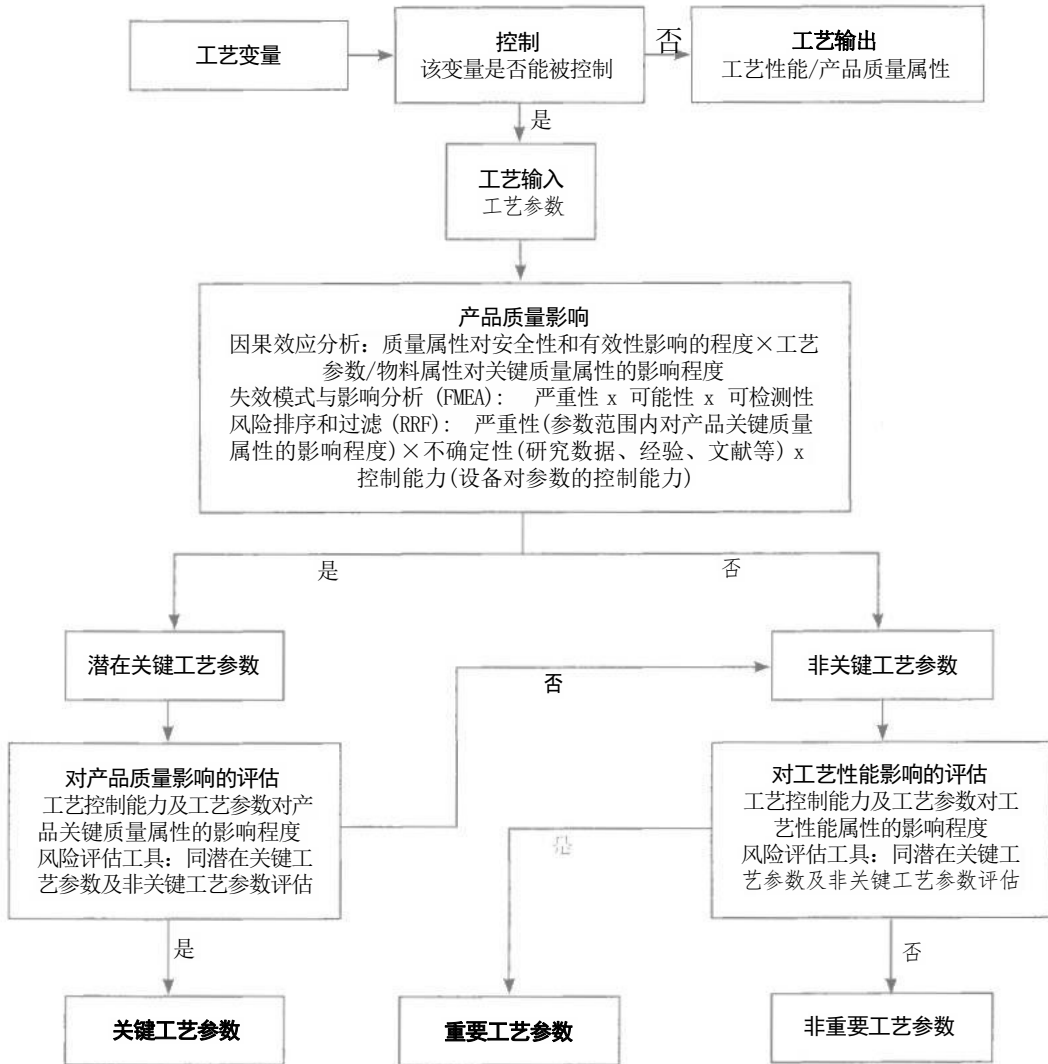 工艺变量
控制
该变量是否能被控制
否
工艺输出
工艺性能/产品质量属性
是
工艺输入
工艺参数
产品质量影响
因果效应分析：质量属性对安全性和有效性影响的程度×工艺
参数/物料属性对关键质量属性的影响程度
失效模式与影响分析 (FMEA)： 严重性 x 可能性 x 可检测性
风险排序和过滤 (RRF)： 严重性(参数范围内对产品关键质量
属性的影响程度)×不确定性(研究数据、经验、文献等) x
控制能力(设备对参数的控制能力)
是
否
潜在关键工艺参数
非关键工艺参数
否
对产品质量影响的评估
工艺控制能力及工艺参数对产
品关键质量属性的影响程度
风险评估工具：同潜在关键工
艺参数及非关键工艺参数评估
对工艺性能影响的评估
工艺控制能力及工艺参数对工
艺性能属性的影响程度
风险评估工具：同潜在关键工
艺参数及非关键工艺参数评估
是
是
否
关键工艺参数
重要工艺参数
非重要工艺参数